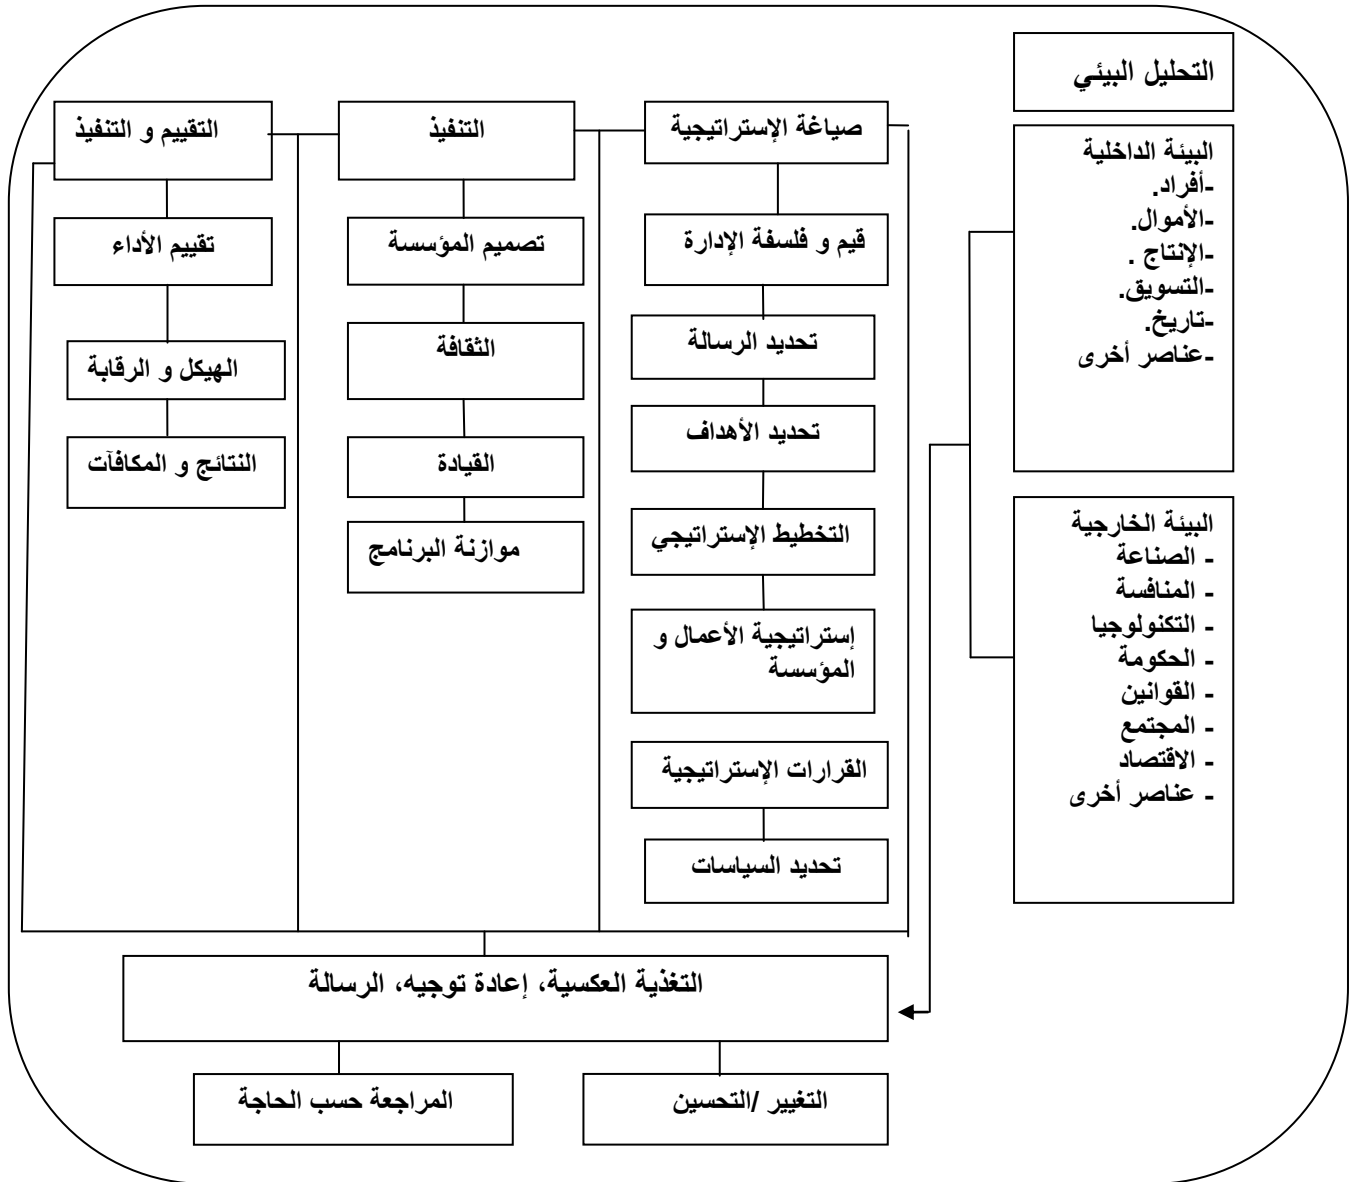 التحليل البيئي
البيئة الداخلية
-أفراد.
-الأموال.
-الإنتاج .
-التسويق.
-تاريخ.
-عناصر أخرى
البيئة الخارجية
- الصناعة
- المنافسة
- التكنولوجيا
- الحكومة
- القوانين
- المجتمع
- الاقتصاد
- عناصر أخرى
صياغة الإستراتيجية
قيم و فلسفة الإدارة
تحديد الرسالة
تحديد الأهداف
التخطيط الإستراتيجي
إستراتيجية الأعمال و
المؤسسة
القرارات الإستراتيجية
تحديد السياسات
التنفيذ
تصميم المؤسسة
الثقافة
القيادة
موازنة البرنامج
التقييم و التنفيذ
تقييم الأداء
الهيكل و الرقابة
النتائج و المكافآت
التغذية العكسية، إعادة توجيه، الرسالة
التغيير /التحسين
المراجعة حسب الحاجة